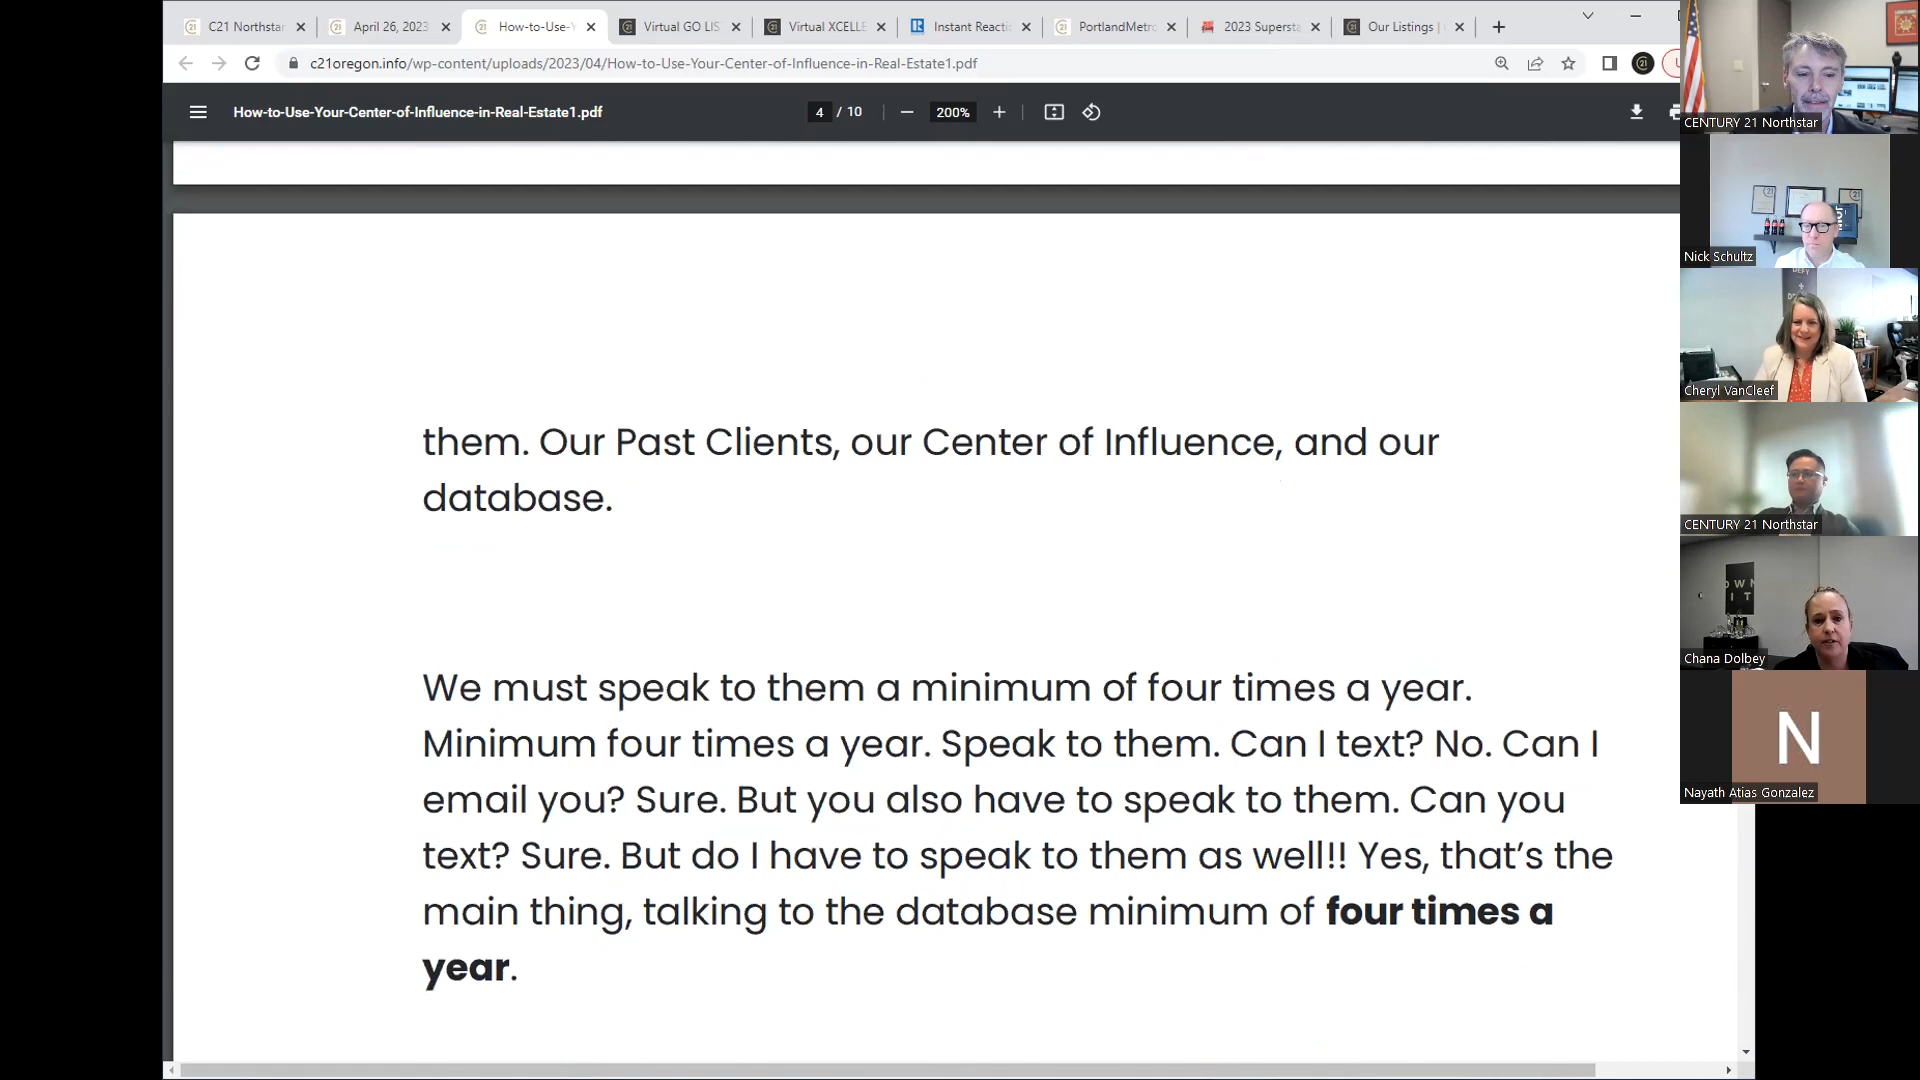 C21 Northstar
April 26, 2023
How-to-Use-Y
Virtual GO LIS
Virtual XCELLE
Instant Reacti
PortlandMetro
2023 Supersta
Our Listings |
c21oregon.info/wp-content/uploads/2023/04/How-to-Use-Your-Center-of-Influence-in-Real-Estate1.pdf
How-to-Use-Your-Center-of-Influence-in-Real-Estate1.pdf
4 / 10
200%
them. Our Past Clients, our Center of Influence, and our
database.
We must speak to them a minimum of four times a year.
Minimum four times a year. Speak to them. Can I text? No. Can I
email you? Sure. But you also have to speak to them. Can you
text? Sure. But do I have to speak to them as well!! Yes, that’s the
main thing, talking to the database minimum of four times a
year.
CENTURY 21 Northstar
Nick Schultz
Cheryl VanCleef
CENTURY 21 Northstar
OWN
IT
Chana Dolbey
N
Nayath Atias Gonzalez